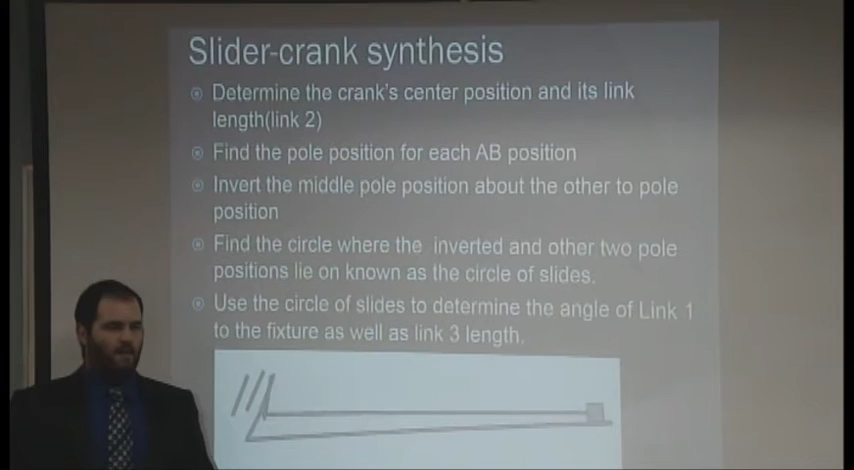 Slider-crank synthesis
Determine the crank's center position and its link
length(link 2)
Find the pole position for each AB position
Invert the middle pole position about the other to pole
position
Find the circle where the inverted and other two pole
positions lie on known as the circle of slides.
Use the circle of slides to determine the angle of Link 1
to the fixture as well as link 3 length.